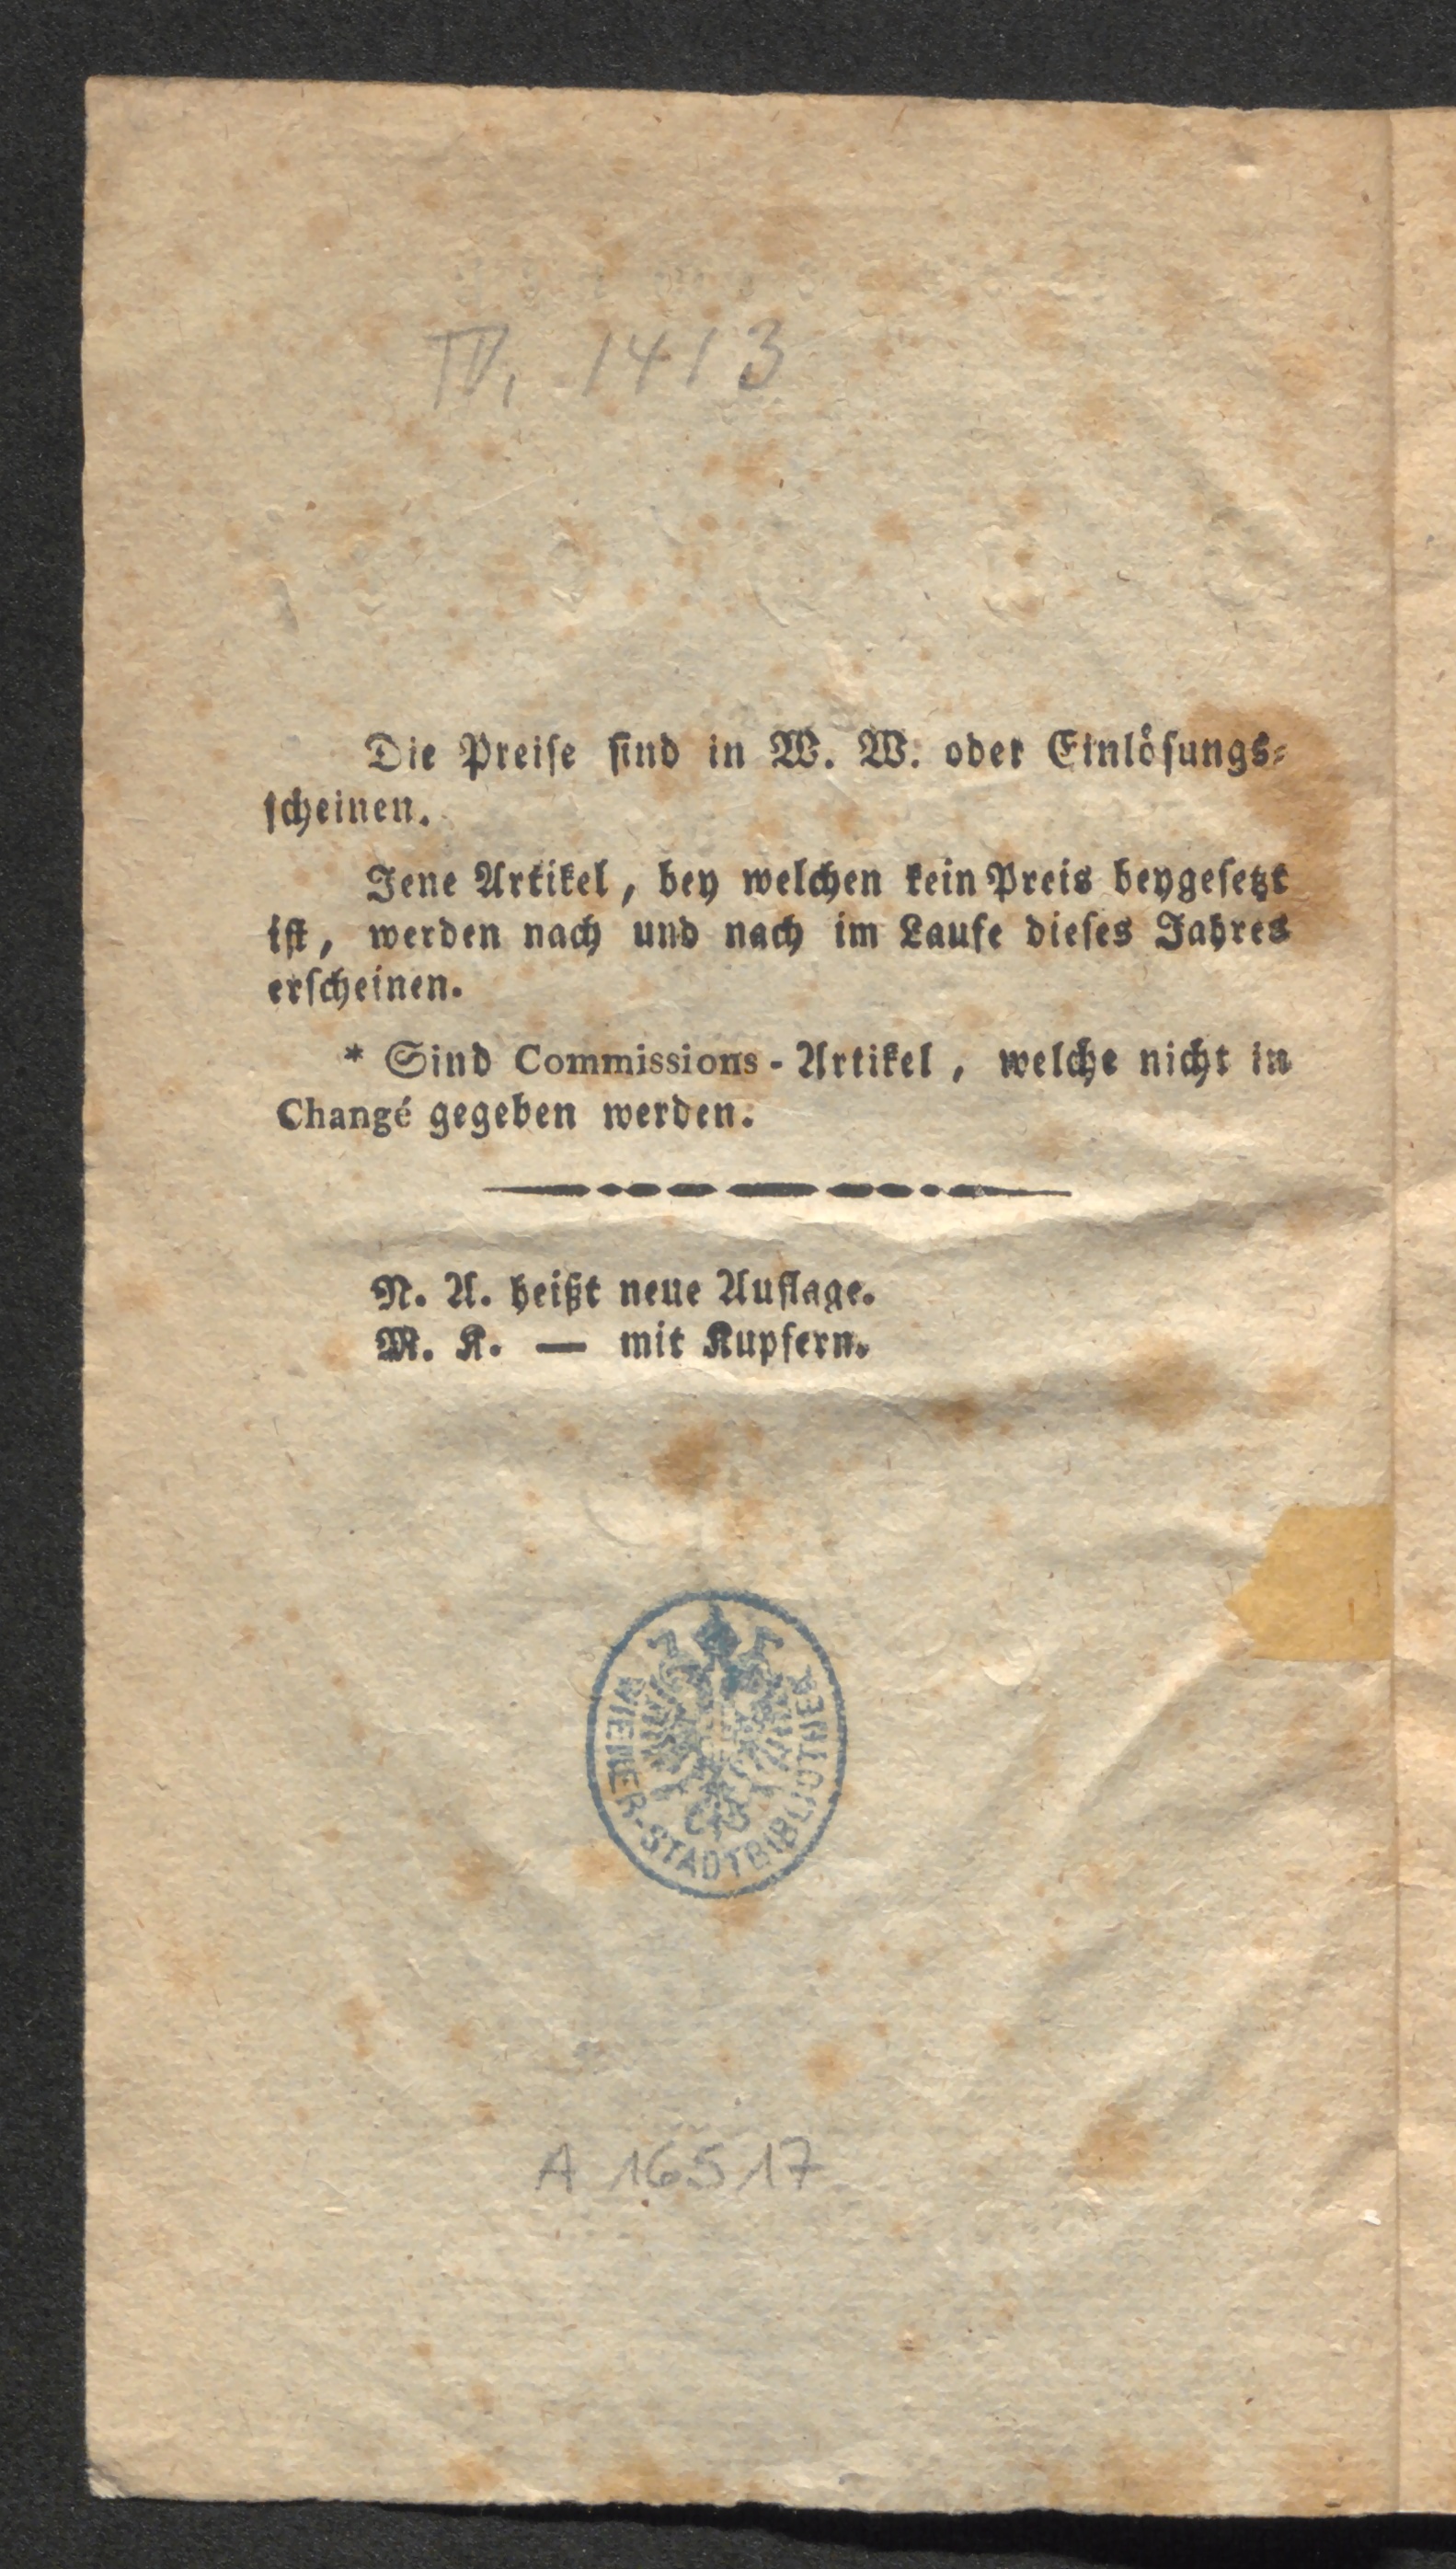 IV, 1413
Die Preise sind in W. W. oder Einlösungs-
scheinen.
Jene Artikel, bey welchen kein Preis beygesetzt
ist, werden nach und nach im Laufe dieses Jahres
erscheinen.
* Sind Commissions-Artikel, welche nicht in
Changé gegeben werden.
N. A. heißt neue Auflage.
M. K. — mit Kupfern.
WIENER-STADTBIBLIOTHEK
A 16517